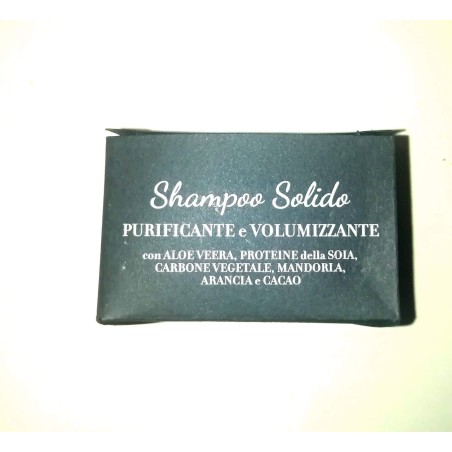 Shampoo Solido
PURIFICANTE e VOLUMIZZANTE
con ALOE VEERA, PROTEINE della SOIA,
CARBONE VEGETALE, MANDORLA,
ARANCIA e CACAO